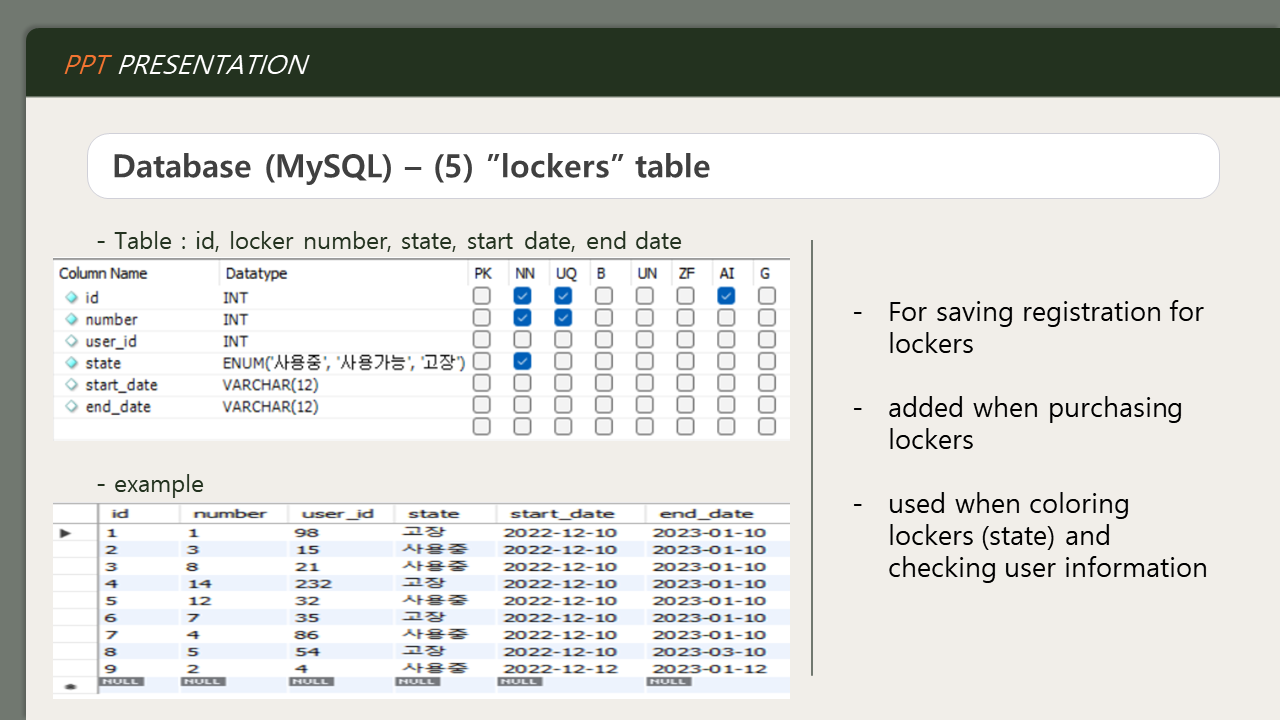 PPT PRESENTATION
Database (MySQL) – (5) ”lockers” table
- Table : id, locker number, state, start date, end date
Column Name Datatype PK NN UQ B UN ZF AI G
id INT
number INT
user_id INT
state ENUM('사용중', '사용가능', '고장')
start_date VARCHAR(12)
end_date VARCHAR(12)
- example
id number user_id state start_date end_date
1 1 98 고장 2022-12-10 2023-01-10
2 3 15 사용중 2022-12-10 2023-01-10
3 8 21 사용중 2022-12-10 2023-01-10
4 14 232 고장 2022-12-10 2023-01-10
5 12 32 사용중 2022-12-10 2023-01-10
6 7 35 고장 2022-12-10 2023-01-10
7 4 86 사용중 2022-12-10 2023-01-10
8 5 54 고장 2022-12-10 2023-03-10
9 2 4 사용중 2022-12-12 2023-01-12
NULL NULL NULL NULL NULL NULL
- For saving registration for
lockers
- added when purchasing
lockers
- used when coloring
lockers (state) and
checking user information